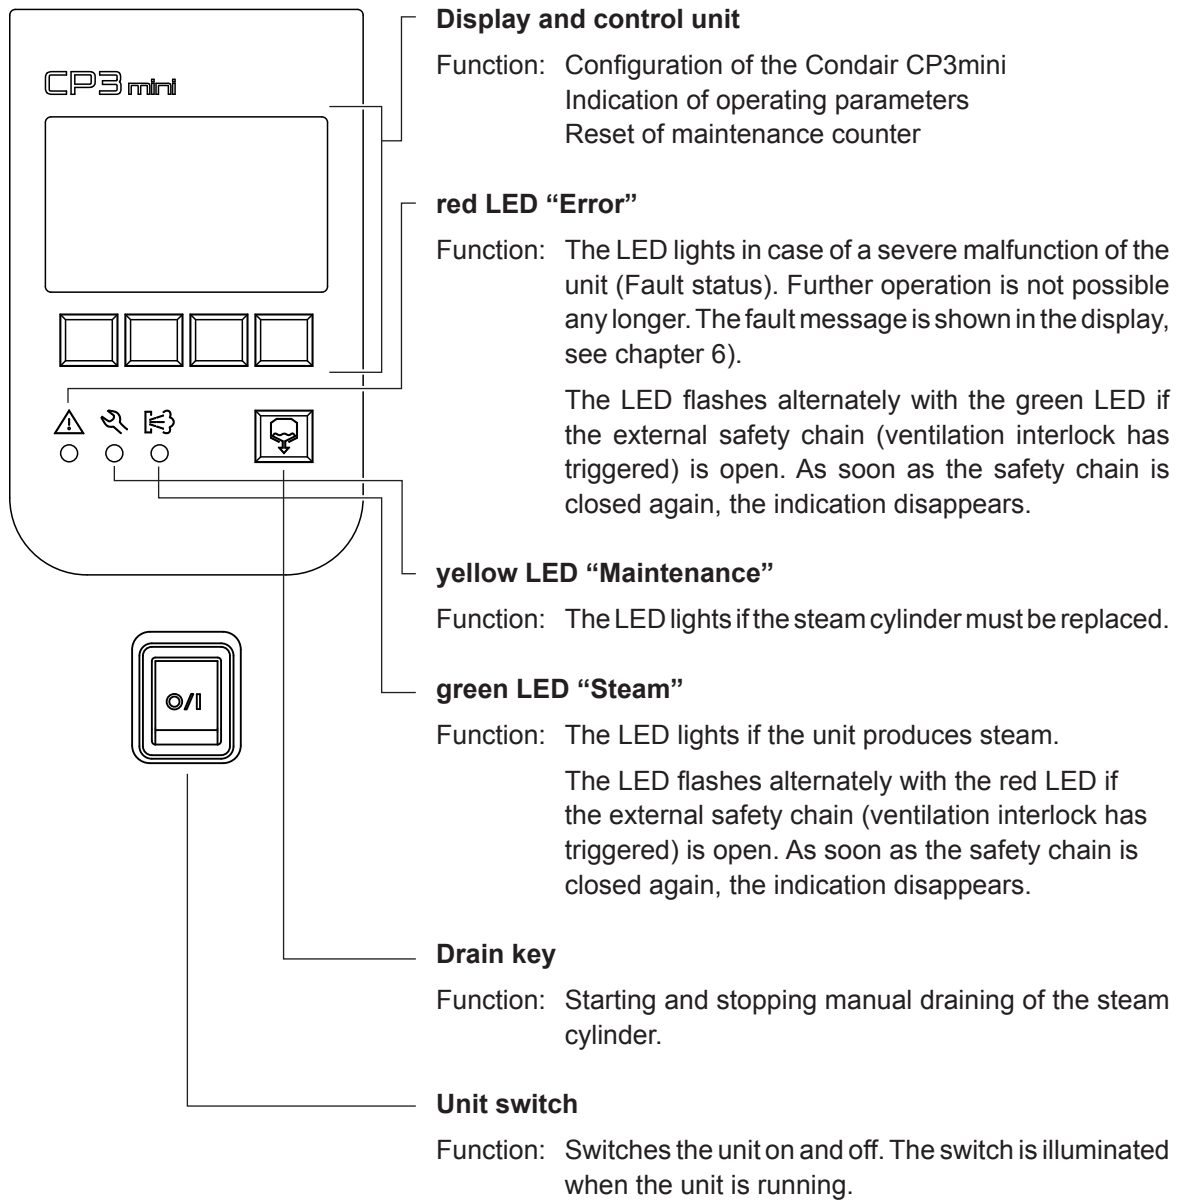 CP3 mini
O/I
Display and control unit
Function: Configuration of the Condair CP3mini
Indication of operating parameters
Reset of maintenance counter
red LED “Error”
Function: The LED lights in case of a severe malfunction of the
unit (Fault status). Further operation is not possible
any longer. The fault message is shown in the display,
see chapter 6).
The LED flashes alternately with the green LED if
the external safety chain (ventilation interlock has
triggered) is open. As soon as the safety chain is
closed again, the indication disappears.
yellow LED “Maintenance”
Function: The LED lights if the steam cylinder must be replaced.
green LED “Steam”
Function: The LED lights if the unit produces steam.
The LED flashes alternately with the red LED if
the external safety chain (ventilation interlock has
triggered) is open. As soon as the safety chain is
closed again, the indication disappears.
Drain key
Function: Starting and stopping manual draining of the steam
cylinder.
Unit switch
Function: Switches the unit on and off. The switch is illuminated
when the unit is running.